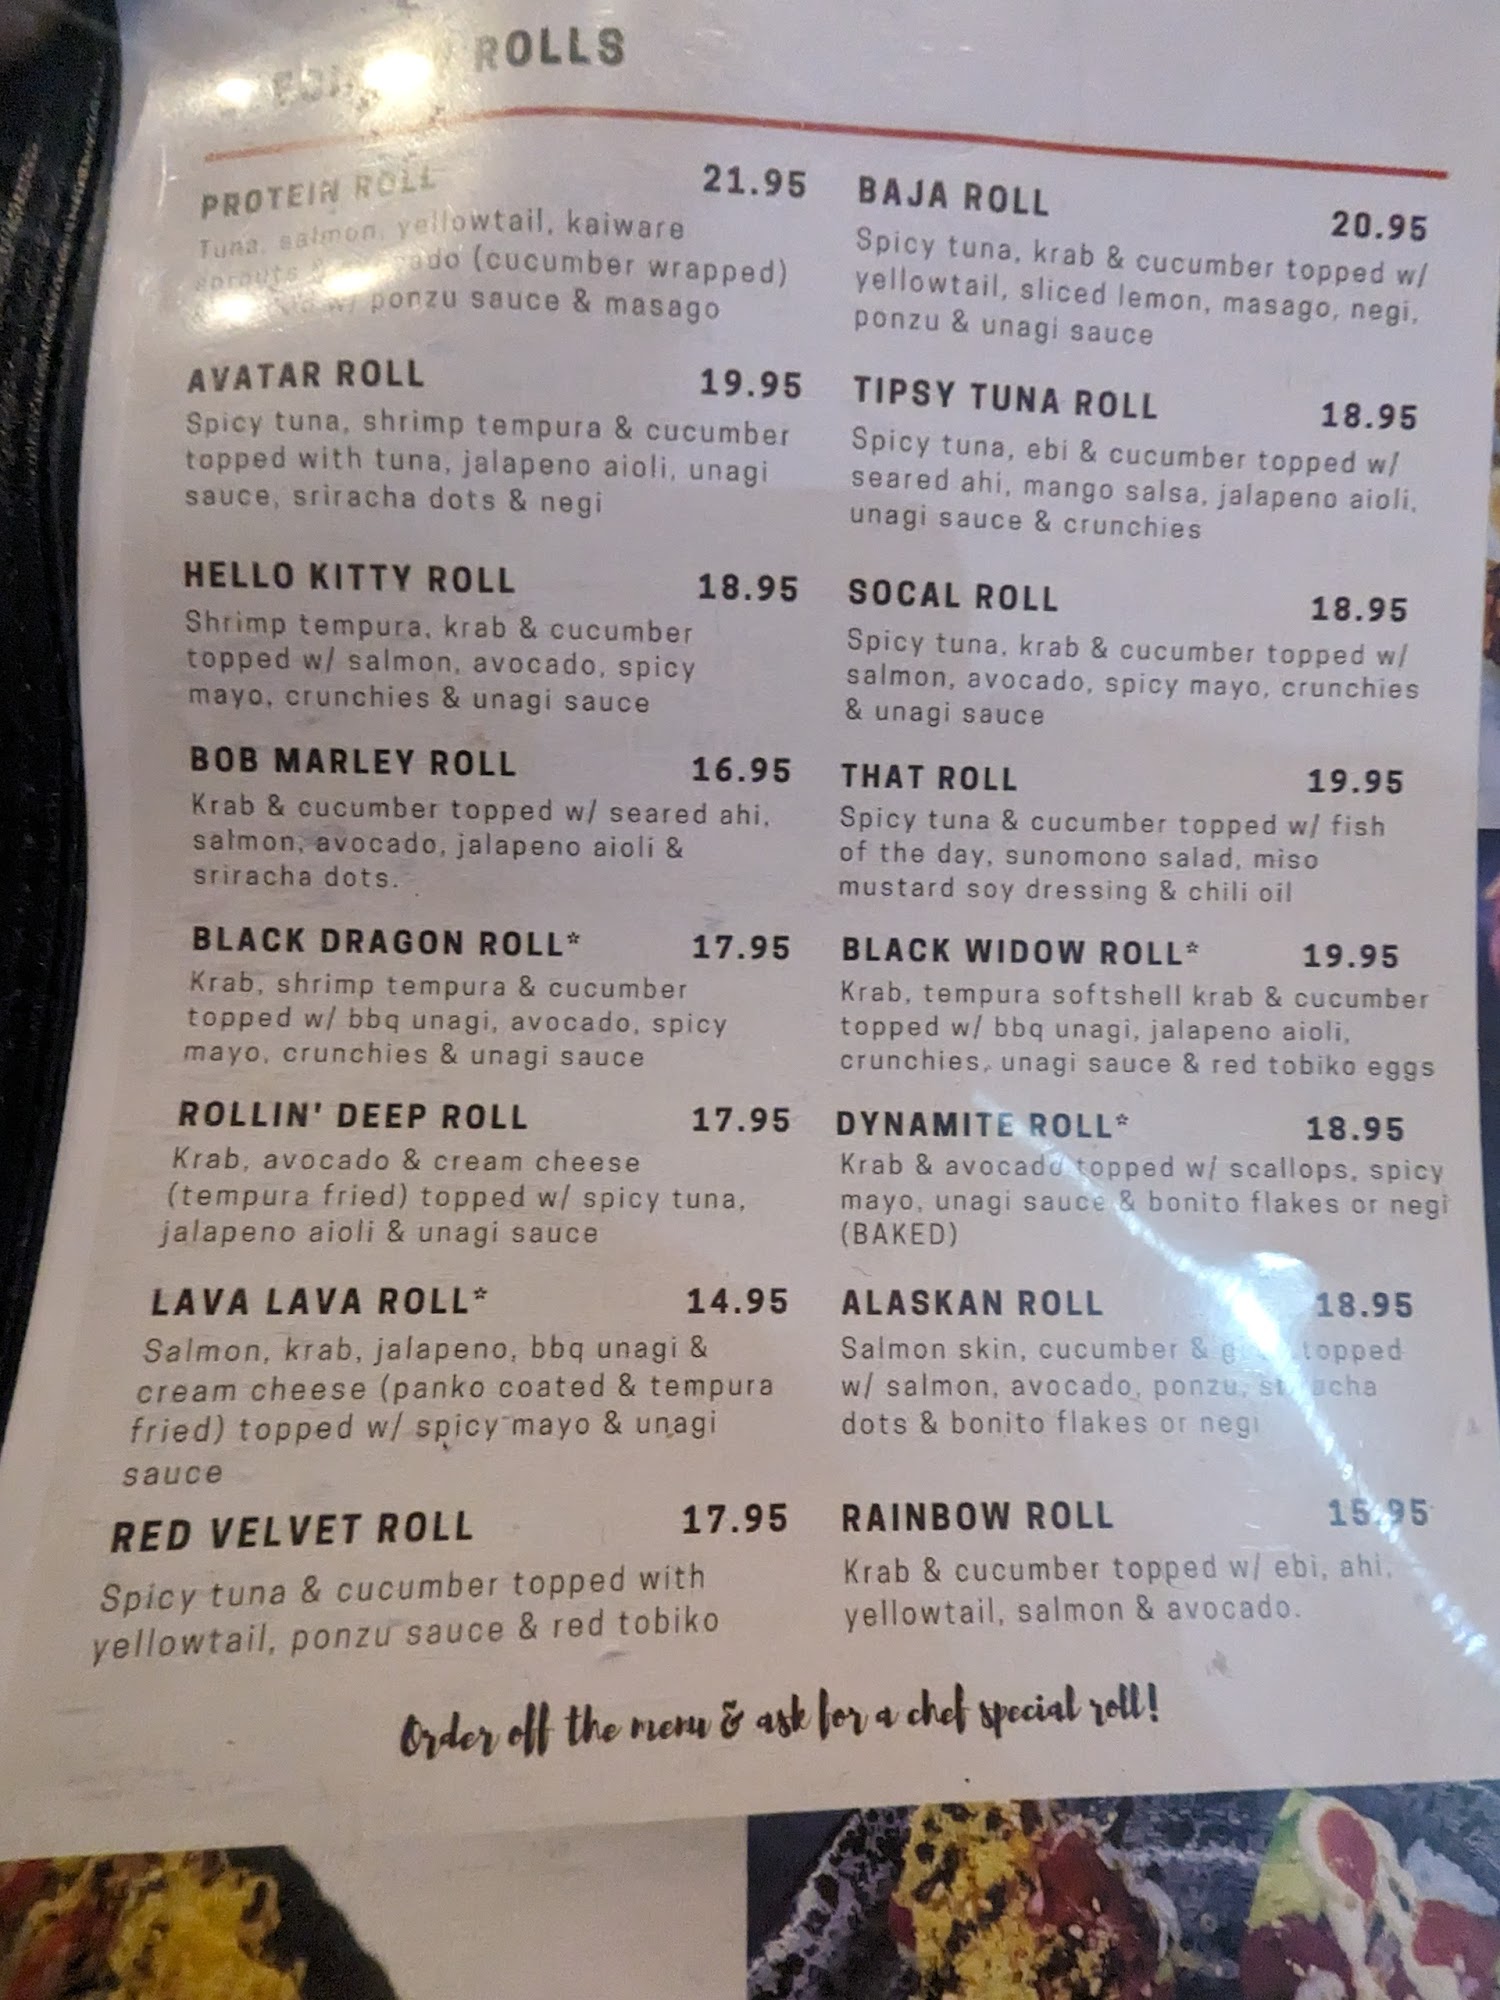 ROLLS
PROTEIN ROLL 21.95
Tuna, salmon, yellowtail, kaiware
sprouts & avocado (cucumber wrapped)
ponzu sauce & masago
AVATAR ROLL 19.95
Spicy tuna, shrimp tempura & cucumber
topped with tuna, jalapeno aioli, unagi
sauce, sriracha dots & negi
HELLO KITTY ROLL 18.95
Shrimp tempura, krab & cucumber
topped w/ salmon, avocado, spicy
mayo, crunchies & unagi sauce
BOB MARLEY ROLL 16.95
Krab & cucumber topped w/ seared ahi,
salmon, avocado, jalapeno aioli &
sriracha dots.
BLACK DRAGON ROLL* 17.95
Krab, shrimp tempura & cucumber
topped w/ bbq unagi, avocado, spicy
mayo, crunchies & unagi sauce
ROLLIN' DEEP ROLL 17.95
Krab, avocado & cream cheese
(tempura fried) topped w/ spicy tuna,
jalapeno aioli & unagi sauce
LAVA LAVA ROLL* 14.95
Salmon, krab, jalapeno, bbq unagi &
cream cheese (panko coated & tempura
fried) topped w/ spicy mayo & unagi
sauce
RED VELVET ROLL 17.95
Spicy tuna & cucumber topped with
yellowtail, ponzu sauce & red tobiko
BAJA ROLL 20.95
Spicy tuna, krab & cucumber topped w/
yellowtail, sliced lemon, masago, negi,
ponzu & unagi sauce
TIPSY TUNA ROLL 18.95
Spicy tuna, ebi & cucumber topped w/
seared ahi, mango salsa, jalapeno aioli,
unagi sauce & crunchies
SOCAL ROLL 18.95
Spicy tuna, krab & cucumber topped w/
salmon, avocado, spicy mayo, crunchies
& unagi sauce
THAT ROLL 19.95
Spicy tuna & cucumber topped w/ fish
of the day, sunomono salad, miso
mustard soy dressing & chili oil
BLACK WIDOW ROLL* 19.95
Krab, tempura softshell krab & cucumber
topped w/ bbq unagi, jalapeno aioli,
crunchies, unagi sauce & red tobiko eggs
DYNAMITE ROLL* 18.95
Krab & avocado topped w/ scallops, spicy
mayo, unagi sauce & bonito flakes or negi
(BAKED)
ALASKAN ROLL 18.95
Salmon skin, cucumber & topped
w/ salmon, avocado, ponzu, sriracha
dots & bonito flakes or negi
RAINBOW ROLL 15.95
Krab & cucumber topped w/ ebi, ahi,
yellowtail, salmon & avocado.
Order off the menu & ask for a chef special roll!